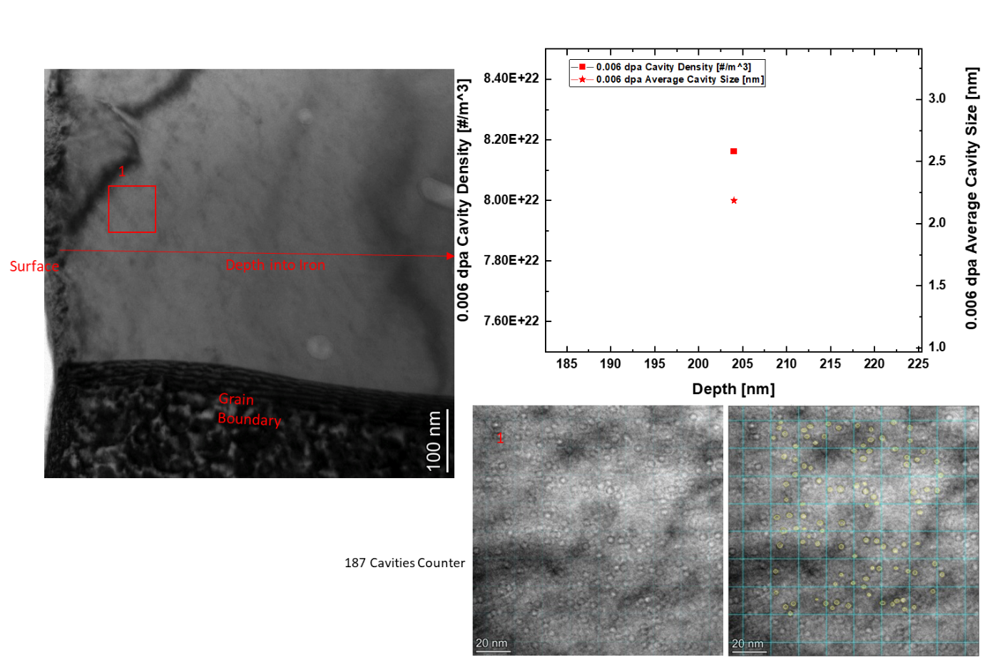 1
Surface
Depth into Iron
Grain
Boundary
100 nm
0.006 dpa Cavity Density [#/m^3]
8.40E+22
8.20E+22
8.00E+22
7.80E+22
7.60E+22
0.006 dpa Cavity Density [#/m^3]
0.006 dpa Average Cavity Size [nm]
3.0
2.5
2.0
1.5
1.0
0.006 dpa Average Cavity Size [nm]
185 190 195 200 205 210 215 220 225
Depth [nm]
1
187 Cavities Counter
20 nm
20 nm